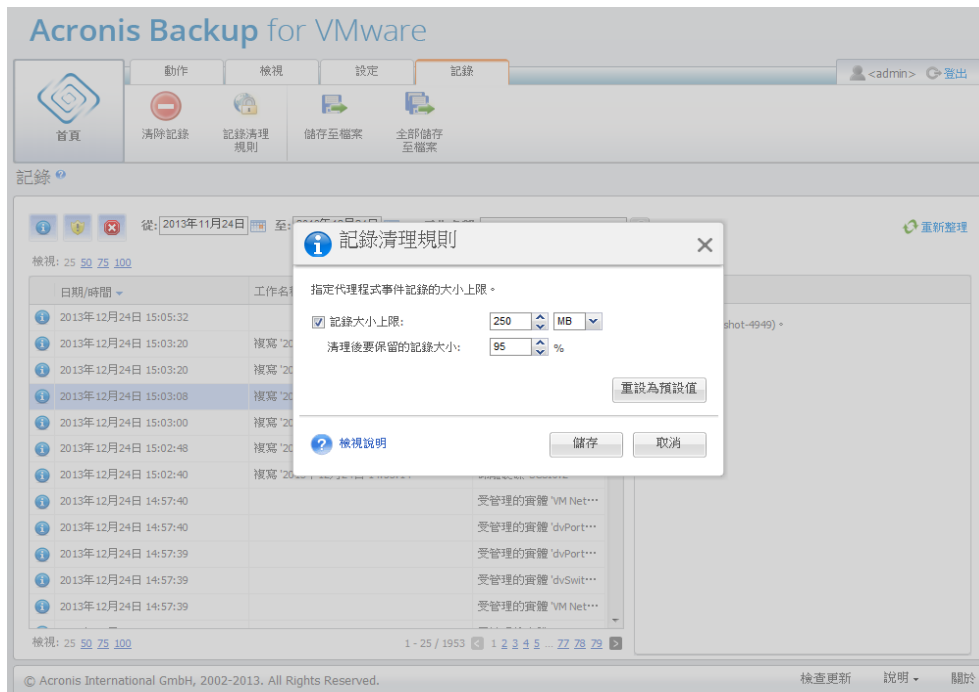 Acronis Backup for VMware
動作
檢視
設定
記錄
<admin>
登出
首頁
清除記錄
記錄清理
規則
儲存至檔案
全部儲存
至檔案
記錄
從: 2013年11月24日 至:
重新整理
檢視: 25 50 75 100
日期/時間
工作名
記錄清理規則
指定代理程式事件記錄的大小上限。
記錄大小上限: 250 MB
清理後要保留的記錄大小: 95 %
重設為預設值
檢視說明
儲存
取消
2013年12月24日 15:05:32
shot-4949)。
2013年12月24日 15:03:20 複寫 '20
2013年12月24日 15:03:20 複寫 '20
2013年12月24日 15:03:08 複寫 '20
2013年12月24日 15:03:00 複寫 '20
2013年12月24日 15:02:48 複寫 '20
2013年12月24日 15:02:40 複寫 '20
2013年12月24日 14:57:40 受管理的實體 'VM Net⋯
2013年12月24日 14:57:40 受管理的實體 'dvPort⋯
2013年12月24日 14:57:39 受管理的實體 'dvPort⋯
2013年12月24日 14:57:39 受管理的實體 'dvSwit⋯
2013年12月24日 14:57:39 受管理的實體 'VM Net⋯
檢視: 25 50 75 100
1 - 25 / 1953 1 2 3 4 5 ... 77 78 79
© Acronis International GmbH, 2002-2013. All Rights Reserved.
檢查更新
說明
關於